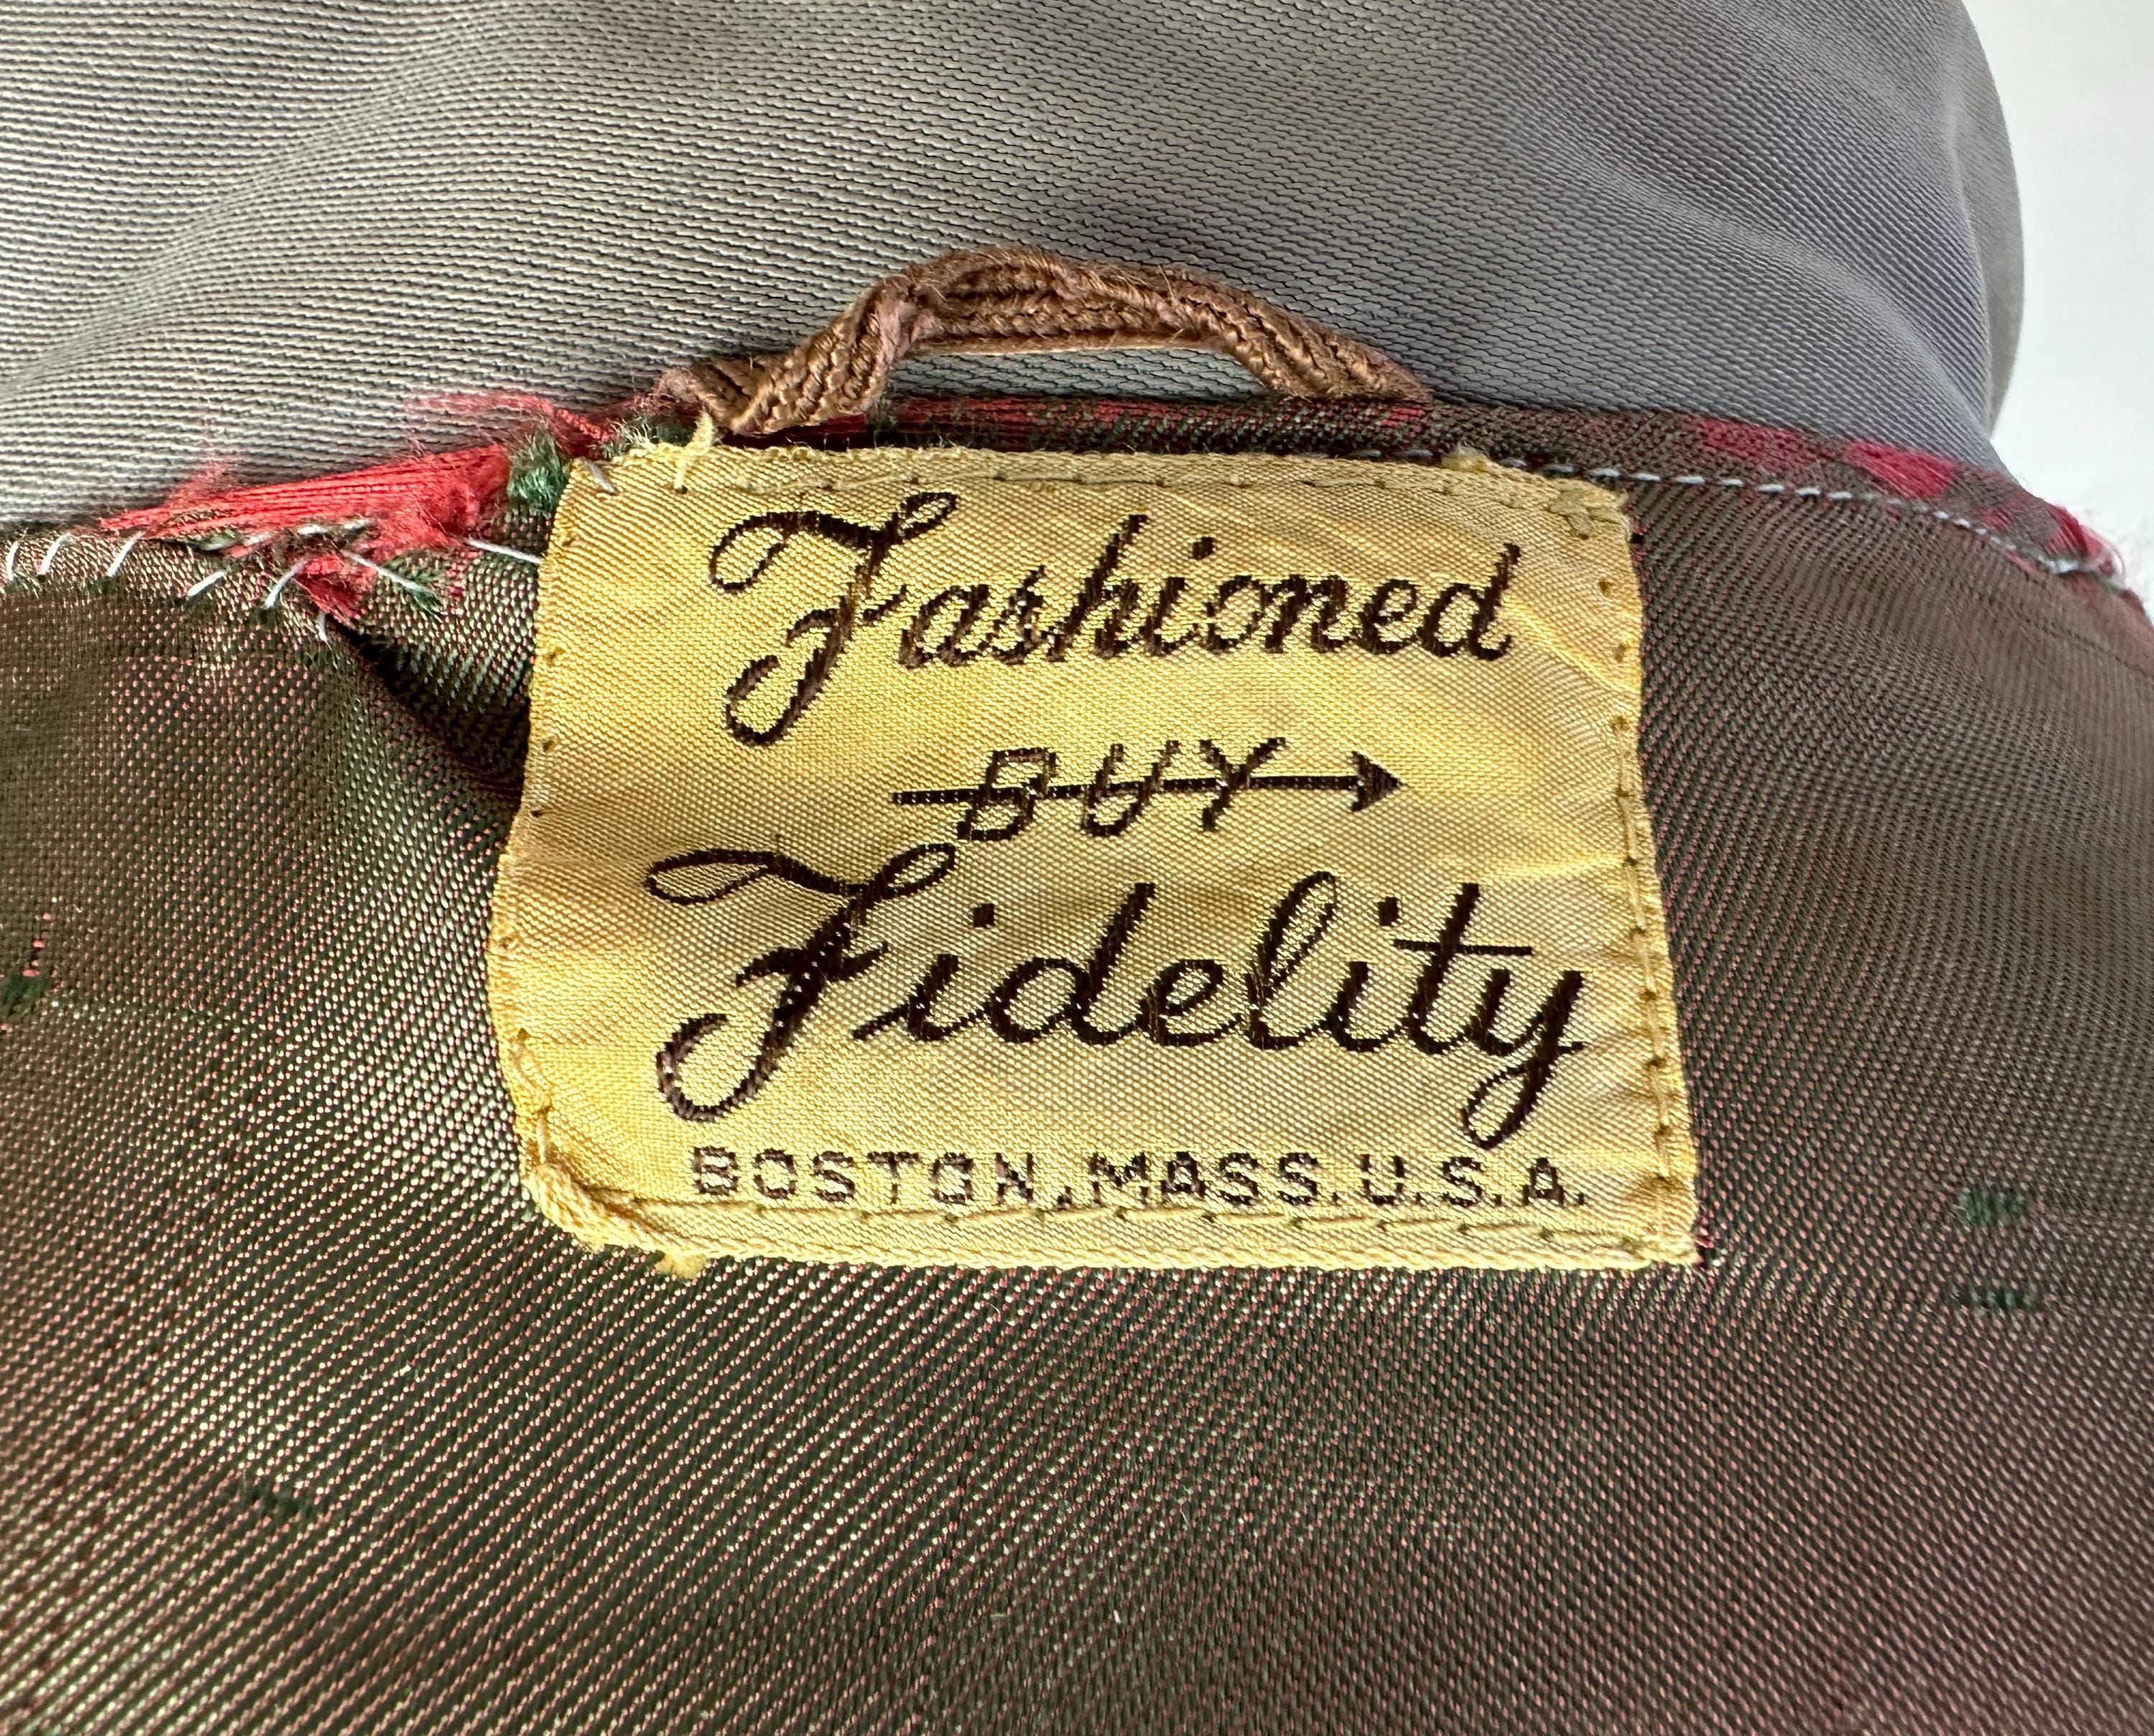 Fashioned
BUY
Fidelity
BOSTON, MASS. U.S.A.